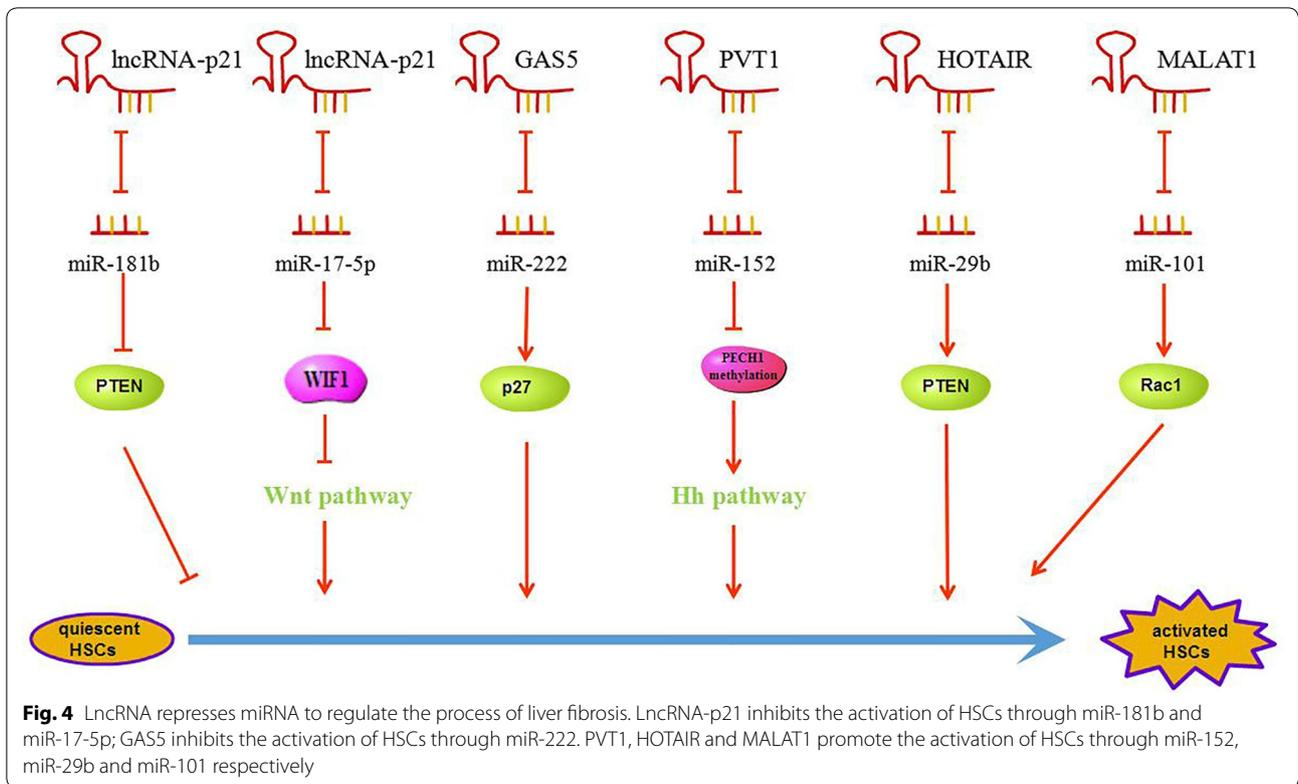 lncRNA-p21 lncRNA-p21 GAS5 PVT1 HOTAIR MALAT1
miR-181b miR-17-5p miR-222 miR-152 miR-29b miR-101
PTEN WIF1 p27 PECH1 methylation PTEN Rac1
Wnt pathway Hh pathway
quiescent HSCs activated HSCs
Fig. 4 LncRNA represses miRNA to regulate the process of liver fibrosis. LncRNA-p21 inhibits the activation of HSCs through miR-181b and
miR-17-5p; GAS5 inhibits the activation of HSCs through miR-222. PVT1, HOTAIR and MALAT1 promote the activation of HSCs through miR-152,
miR-29b and miR-101 respectively